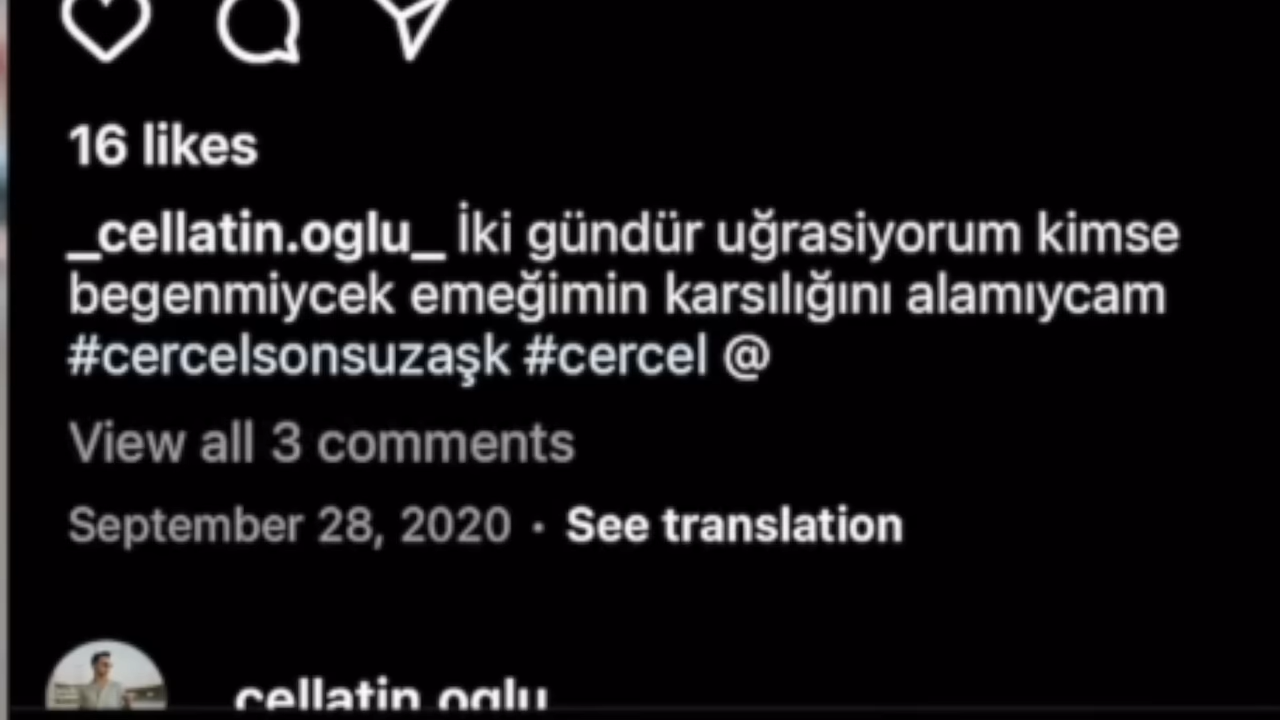 16 likes
_cellatin.oglu_ İki gündür uğrasiyorum kimse
begenmiycek emeğimin karsılığını alamıycam
#cercelsonsuzaşk #cercel @
View all 3 comments
September 28, 2020 · See translation
cellatin.oglu